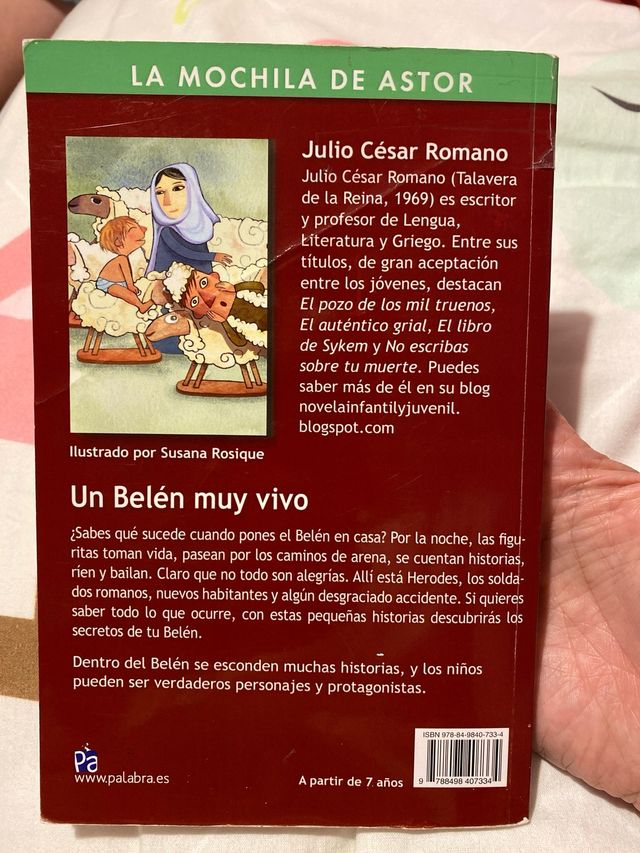 LA MOCHILA DE ASTOR
Julio César Romano
Julio César Romano (Talavera
de la Reina, 1969) es escritor
y profesor de Lengua,
Literatura y Griego. Entre sus
títulos, de gran aceptación
entre los jóvenes, destacan
El pozo de los mil truenos,
El auténtico grial, El libro
de Sykem y No escribas
sobre tu muerte. Puedes
saber más de él en su blog
novelainfantilyjuvenil.
blogspot.com
Ilustrado por Susana Rosique
Un Belén muy vivo
¿Sabes qué sucede cuando pones el Belén en casa? Por la noche, las figu-
ritas toman vida, pasean por los caminos de arena, se cuentan historias,
ríen y bailan. Claro que no todo son alegrías. Allí está Herodes, los solda-
dos romanos, nuevos habitantes y algún desgraciado accidente. Si quieres
saber todo lo que ocurre, con estas pequeñas historias descubrirás los
secretos de tu Belén.
Dentro del Belén se esconden muchas historias, y los niños
pueden ser verdaderos personajes y protagonistas.
Pa
www.palabra.es
A partir de 7 años
ISBN 978-84-9840-733-4
9 788498 407334